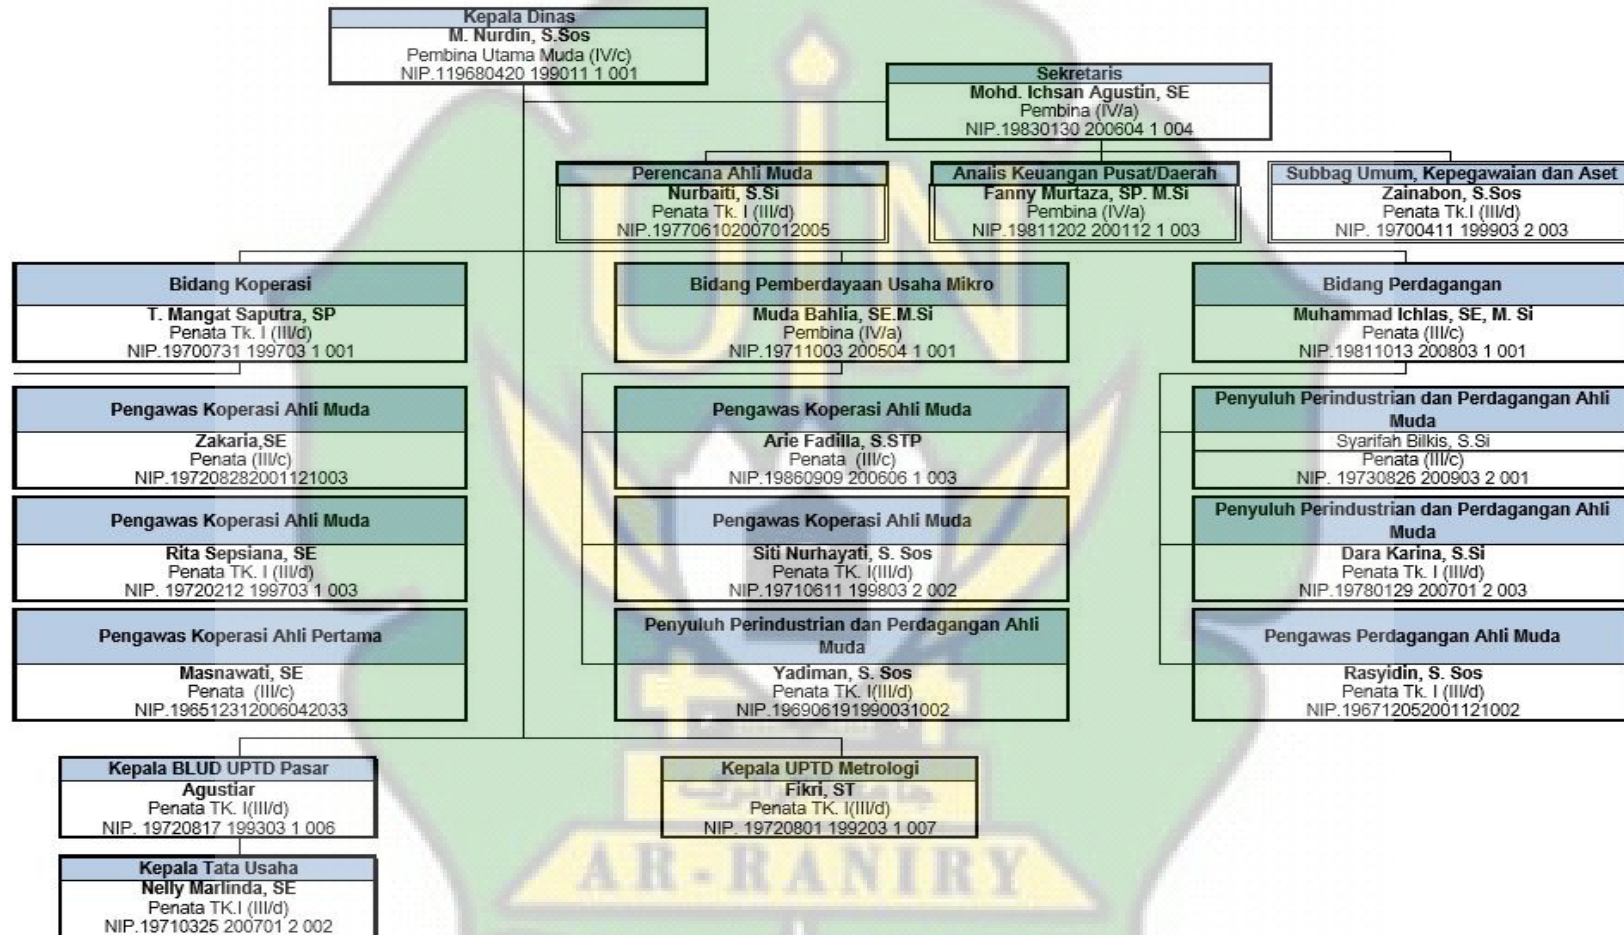 Kepala Dinas
M. Nurdin, S.Sos
Pembina Utama Muda (IV/c)
NIP.119680420 199011 1 001
Sekretaris
Mohd. Ichsan Agustin, SE
Pembina (IV/a)
NIP.19830130 200604 1 004
Perencana Ahli Muda
Nurbaiti, S.Si
Penata Tk. I (III/d)
NIP.197706102007012005
Analis Keuangan Pusat/Daerah
Fanny Murtaza, SP. M.Si
Pembina (IV/a)
NIP.19811202 200112 1 003
Subbag Umum, Kepegawaian dan Aset
Zainabon, S.Sos
Penata Tk.I (III/d)
NIP. 19700411 199903 2 003
Bidang Koperasi
T. Mangat Saputra, SP
Penata Tk. I (III/d)
NIP.19700731 199703 1 001
Bidang Pemberdayaan Usaha Mikro
Muda Bahlia, SE.M.Si
Pembina (IV/a)
NIP.19711003 200504 1 001
Bidang Perdagangan
Muhammad Ichlas, SE, M. Si
Penata (III/c)
NIP.19811013 200803 1 001
Pengawas Koperasi Ahli Muda
Zakaria,SE
Penata (III/c)
NIP.197208282001121003
Pengawas Koperasi Ahli Muda
Arie Fadilla, S.STP
Penata (III/c)
NIP.19860909 200606 1 003
Penyuluh Perindustrian dan Perdagangan Ahli
Muda
Syarifah Bilkis, S.Si
Penata (III/c)
NIP. 19730826 200903 2 001
Pengawas Koperasi Ahli Muda
Rita Sepsiana, SE
Penata TK. I (III/d)
NIP. 19720212 199703 1 003
Pengawas Koperasi Ahli Muda
Siti Nurhayati, S. Sos
Penata TK. I(III/d)
NIP.19710611 199803 2 002
Penyuluh Perindustrian dan Perdagangan Ahli
Muda
Dara Karina, S.Si
Penata Tk. I (III/d)
NIP.19780129 200701 2 003
Pengawas Koperasi Ahli Pertama
Masnawati, SE
Penata (III/c)
NIP.196512312006042033
Penyuluh Perindustrian dan Perdagangan Ahli
Muda
Yadiman, S. Sos
Penata TK. I(III/d)
NIP.196906191990031002
Pengawas Perdagangan Ahli Muda
Rasyidin, S. Sos
Penata Tk. I (III/d)
NIP.196712052001121002
Kepala BLUD UPTD Pasar
Agustiar
Penata TK. I(III/d)
NIP. 19720817 199303 1 006
Kepala UPTD Metrologi
Fikri, ST
Penata TK. I(III/d)
NIP. 19720801 199203 1 007
Kepala Tata Usaha
Nelly Marlinda, SE
Penata TK.I (III/d)
NIP.19710325 200701 2 002
UIN
AR-RANIRY